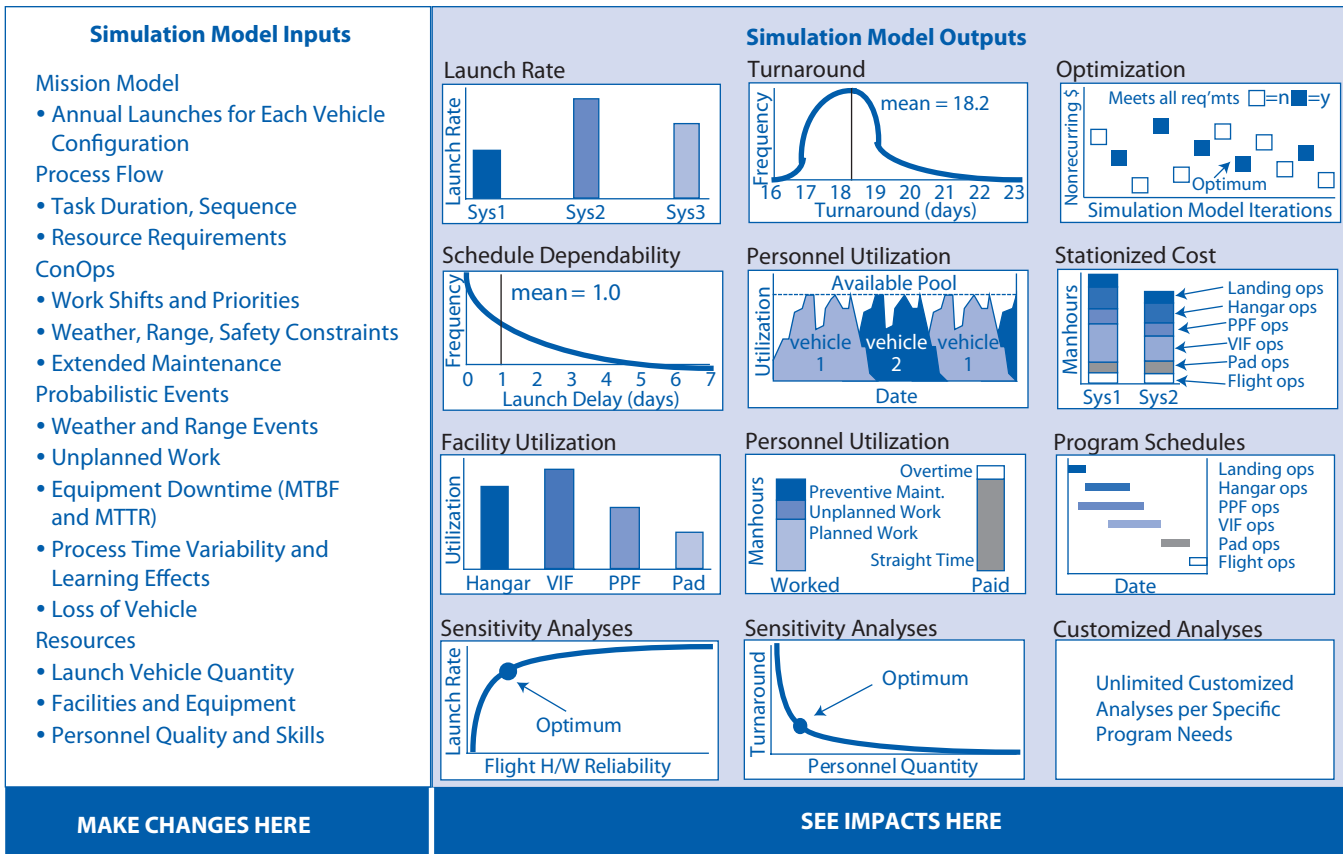 Simulation Model Inputs
Mission Model
• Annual Launches for Each Vehicle
Configuration
Process Flow
• Task Duration, Sequence
• Resource Requirements
ConOps
• Work Shifts and Priorities
• Weather, Range, Safety Constraints
• Extended Maintenance
Probabilistic Events
• Weather and Range Events
• Unplanned Work
• Equipment Downtime (MTBF
and MTTR)
• Process Time Variability and
Learning Effects
• Loss of Vehicle
Resources
• Launch Vehicle Quantity
• Facilities and Equipment
• Personnel Quality and Skills
MAKE CHANGES HERE
Simulation Model Outputs
Launch Rate
Launch Rate
Sys1 Sys2 Sys3
Turnaround
Frequency
mean = 18.2
16 17 18 19 20 21 22 23
Turnaround (days)
Optimization
Nonrecurring $
Meets all req'mts □=n ■=y
Optimum
Simulation Model Iterations
Schedule Dependability
Frequency
mean = 1.0
0 1 2 3 4 5 6 7
Launch Delay (days)
Personnel Utilization
Utilization
Available Pool
vehicle vehicle vehicle
1 2 1
Date
Stationized Cost
Manhours
Landing ops
Hangar ops
PPF ops
VIF ops
Pad ops
Flight ops
Sys1 Sys2
Facility Utilization
Utilization
Hangar VIF PPF Pad
Personnel Utilization
Manhours
Overtime
Preventive Maint.
Unplanned Work
Planned Work
Straight Time
Worked Paid
Program Schedules
Landing ops
Hangar ops
PPF ops
VIF ops
Pad ops
Flight ops
Date
Sensitivity Analyses
Launch Rate
Optimum
Flight H/W Reliability
Sensitivity Analyses
Turnaround
Optimum
Personnel Quantity
Customized Analyses
Unlimited Customized
Analyses per Specific
Program Needs
SEE IMPACTS HERE